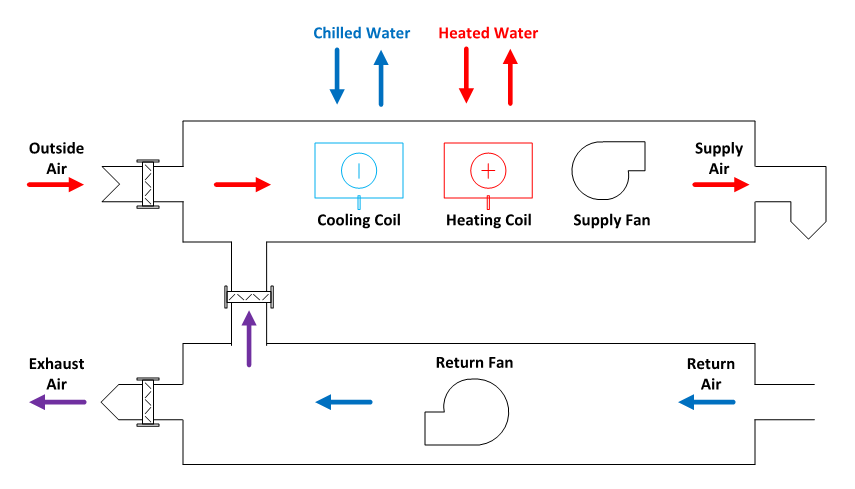 Chilled Water
Heated Water
Outside
Air
Supply
Air
Cooling Coil
Heating Coil
Supply Fan
Exhaust
Air
Return Fan
Return
Air